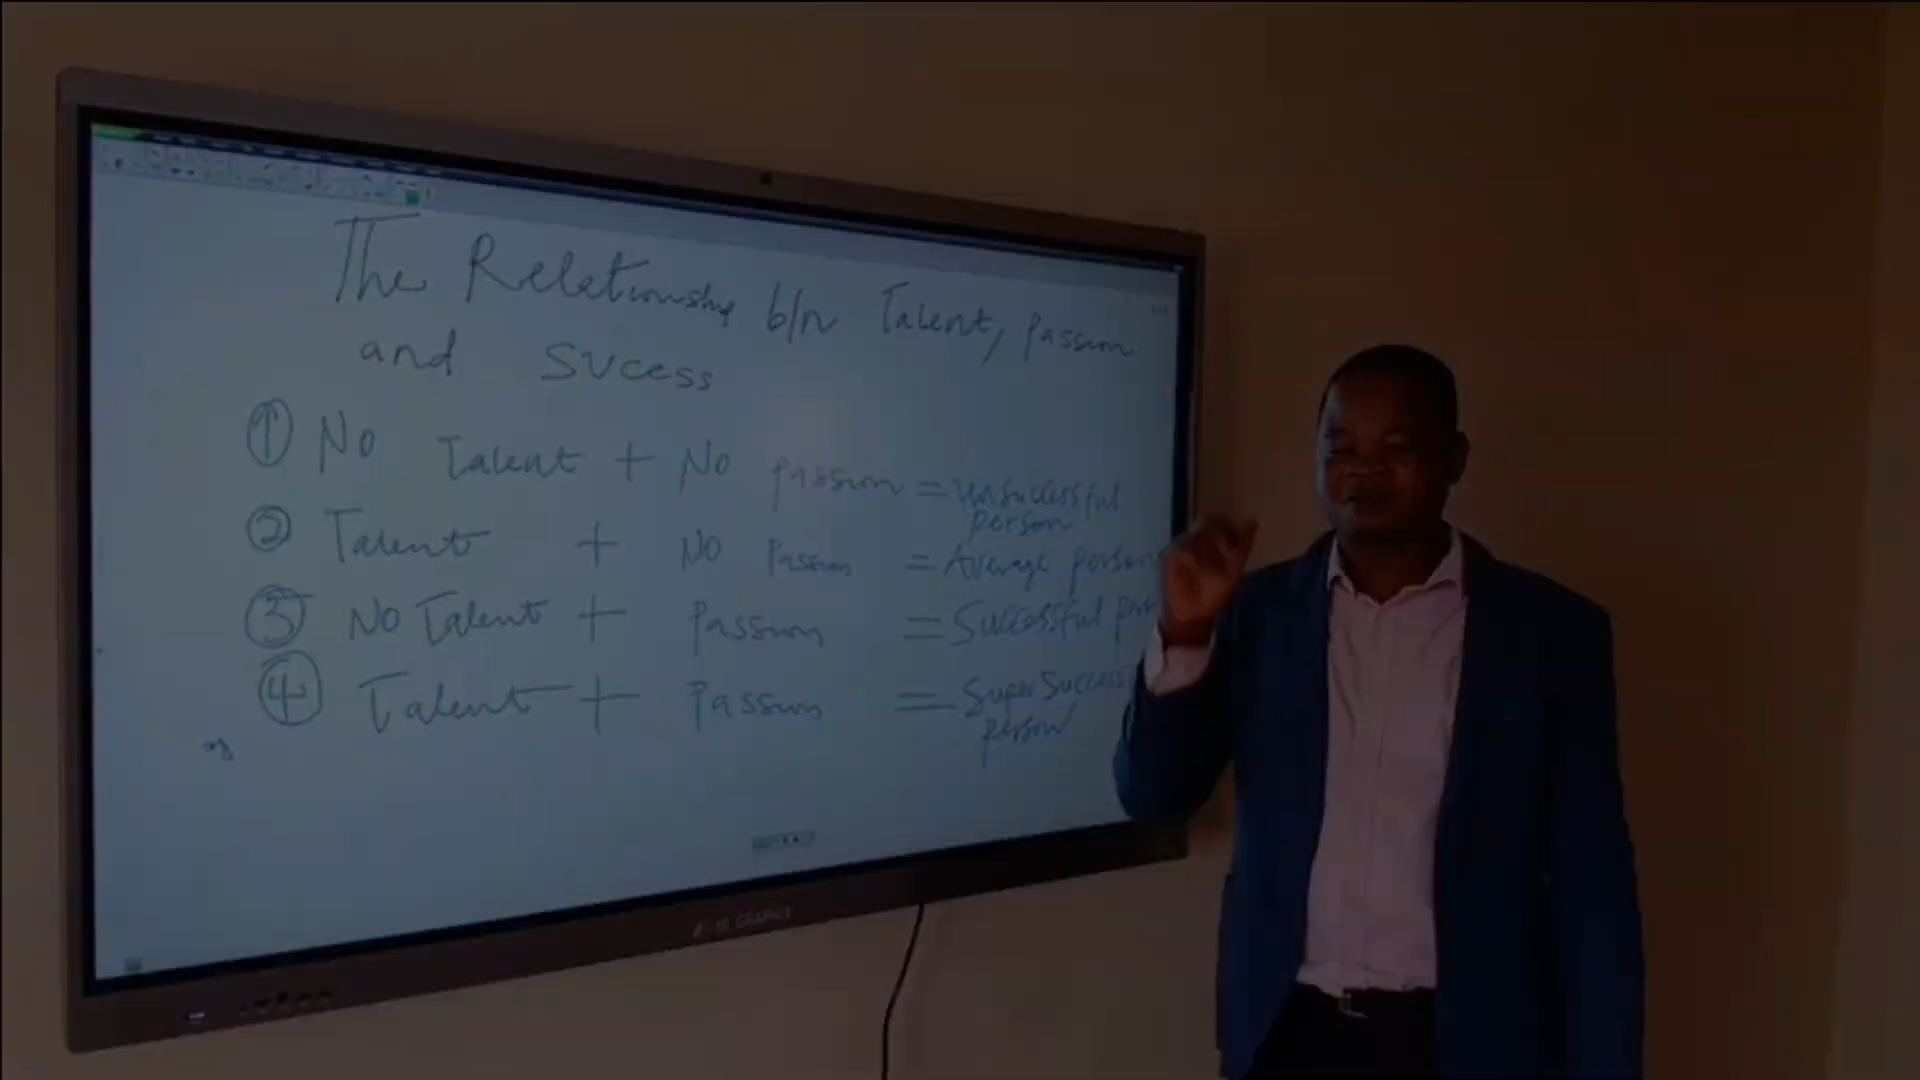 The Relationship b/n Talent, passion
and sucess
① No Talent + No passion = unsuccessful
person
② Talent + No Passion = Average person
③ No Talent + Passion = Successful
④ Talent + Passion = Super Success
person